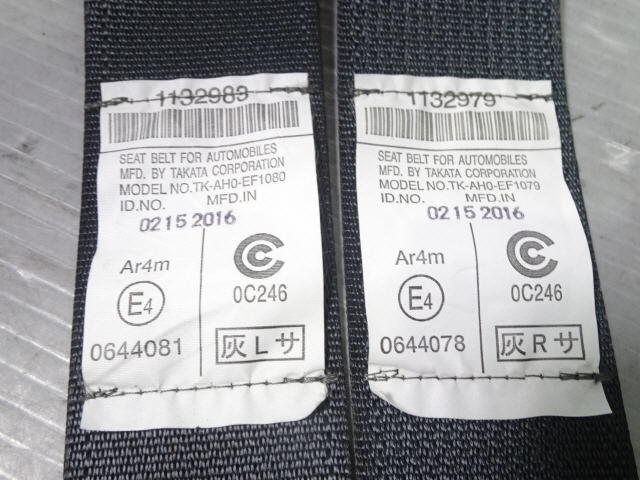 1132983
SEAT BELT FOR AUTOMOBILES
MFD. BY TAKATA CORPORATION
MODEL NO.TK-AH0-EF1080
ID.NO. MFD.IN
0215 2016
Ar4m
E4
0644081
0C246
灰Lサ
1132979
SEAT BELT FOR AUTOMOBILES
MFD. BY TAKATA CORPORATION
MODEL NO.TK-AH0-EF1079
ID.NO. MFD.IN
0215 2016
Ar4m
E4
0644078
0C246
灰Rサ